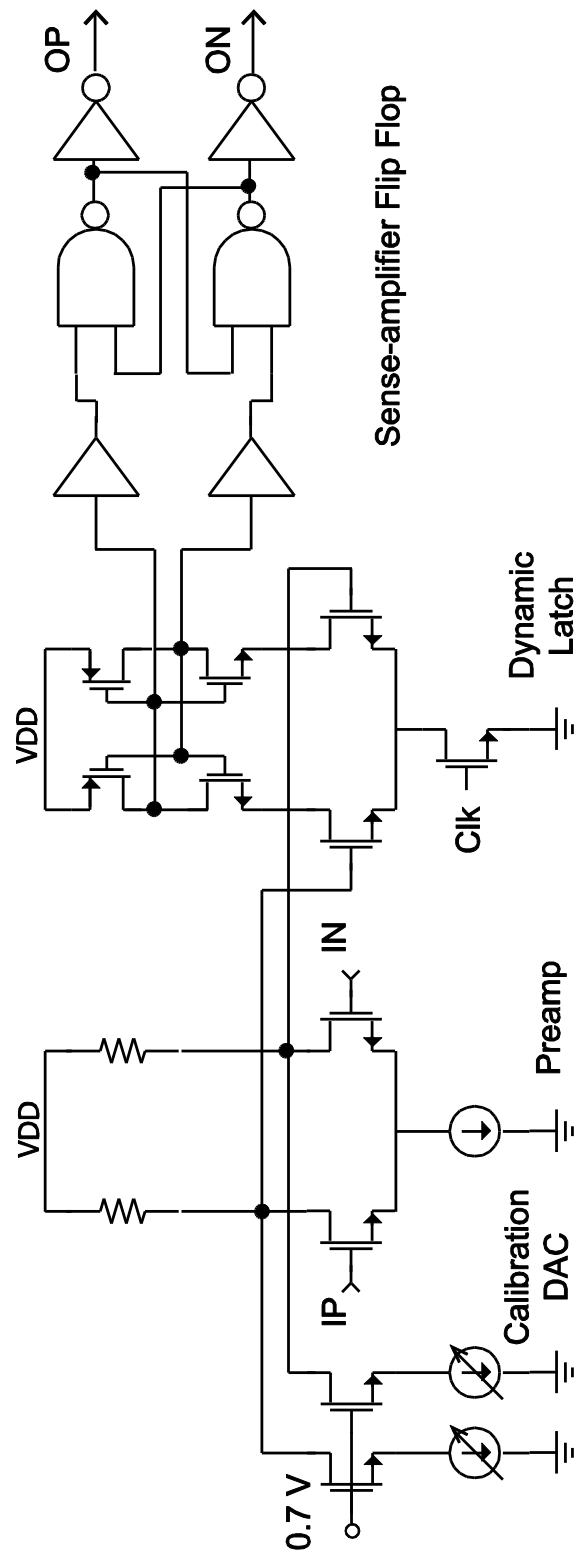 OP
ON
Sense-amplifier Flip Flop
VDD
Dynamic
Latch
Clk
IN
VDD
Preamp
IP
Calibration
DAC
0.7 V